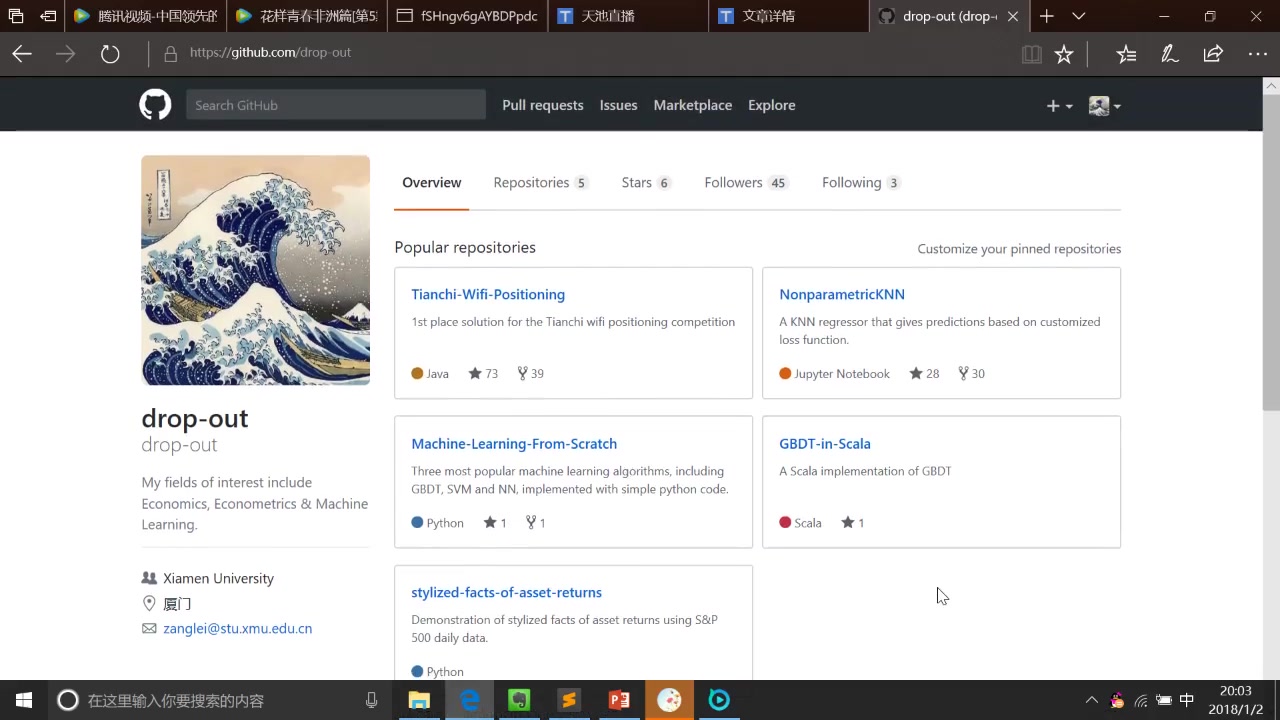 腾讯视频-中国领先的
花样青春非洲篇[第5
fSHngv6gAYBDPpdc
天池直播
文章详情
drop-out (drop-
https://github.com/drop-out
Search GitHub
Pull requests
Issues
Marketplace
Explore
Overview
Repositories 5
Stars 6
Followers 45
Following 3
Popular repositories
Customize your pinned repositories
Tianchi-Wifi-Positioning
1st place solution for the Tianchi wifi positioning competition
Java 73 39
NonparametricKNN
A KNN regressor that gives predictions based on customized
loss function.
Jupyter Notebook 28 30
Machine-Learning-From-Scratch
Three most popular machine learning algorithms, including
GBDT, SVM and NN, implemented with simple python code.
Python 1 1
GBDT-in-Scala
A Scala implementation of GBDT
Scala 1
stylized-facts-of-asset-returns
Demonstration of stylized facts of asset returns using S&P
500 daily data.
Python
drop-out
drop-out
My fields of interest include
Economics, Econometrics & Machine
Learning.
Xiamen University
厦门
zanglei@stu.xmu.edu.cn
在这里输入你要搜索的内容
中
20:03
2018/1/2